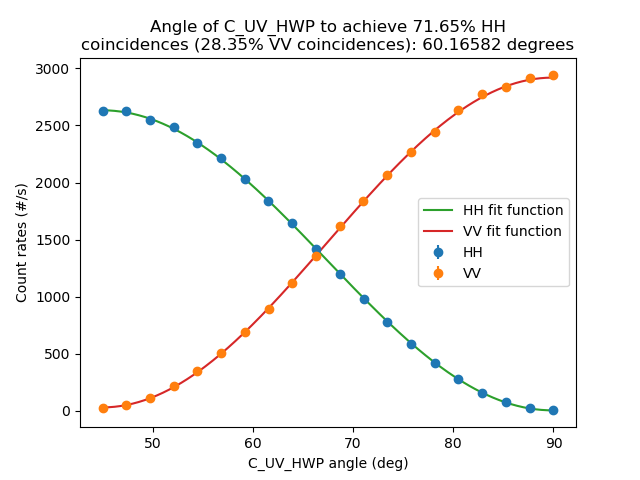 Angle of C_UV_HWP to achieve 71.65% HH
coincidences (28.35% VV coincidences): 60.16582 degrees
3000
2500
2000
1500
1000
500
0
Count rates (#/s)
HH fit function
VV fit function
HH
VV
50
60
70
80
90
C_UV_HWP angle (deg)